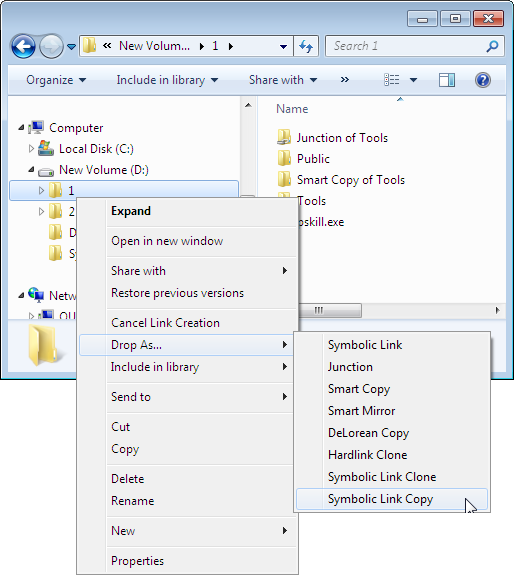 « New Volum... ▸ 1 ▸
Search 1
Organize
Include in library
Share with
»
Name
Computer
Local Disk (C:)
New Volume (D:)
1
2
D
Sy
Netw
QU
Junction of Tools
Public
Smart Copy of Tools
Tools
pskill.exe
Expand
Open in new window
Share with
Restore previous versions
Cancel Link Creation
Drop As...
Include in library
Send to
Cut
Copy
Delete
Rename
New
Properties
Symbolic Link
Junction
Smart Copy
Smart Mirror
DeLorean Copy
Hardlink Clone
Symbolic Link Clone
Symbolic Link Copy